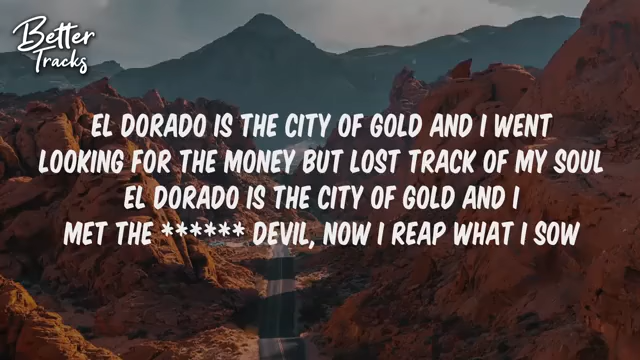 Better
Tracks
EL DORADO IS THE CITY OF GOLD AND I WENT
LOOKING FOR THE MONEY BUT LOST TRACK OF MY SOUL
EL DORADO IS THE CITY OF GOLD AND I
MET THE ****** DEVIL, NOW I REAP WHAT I SOW